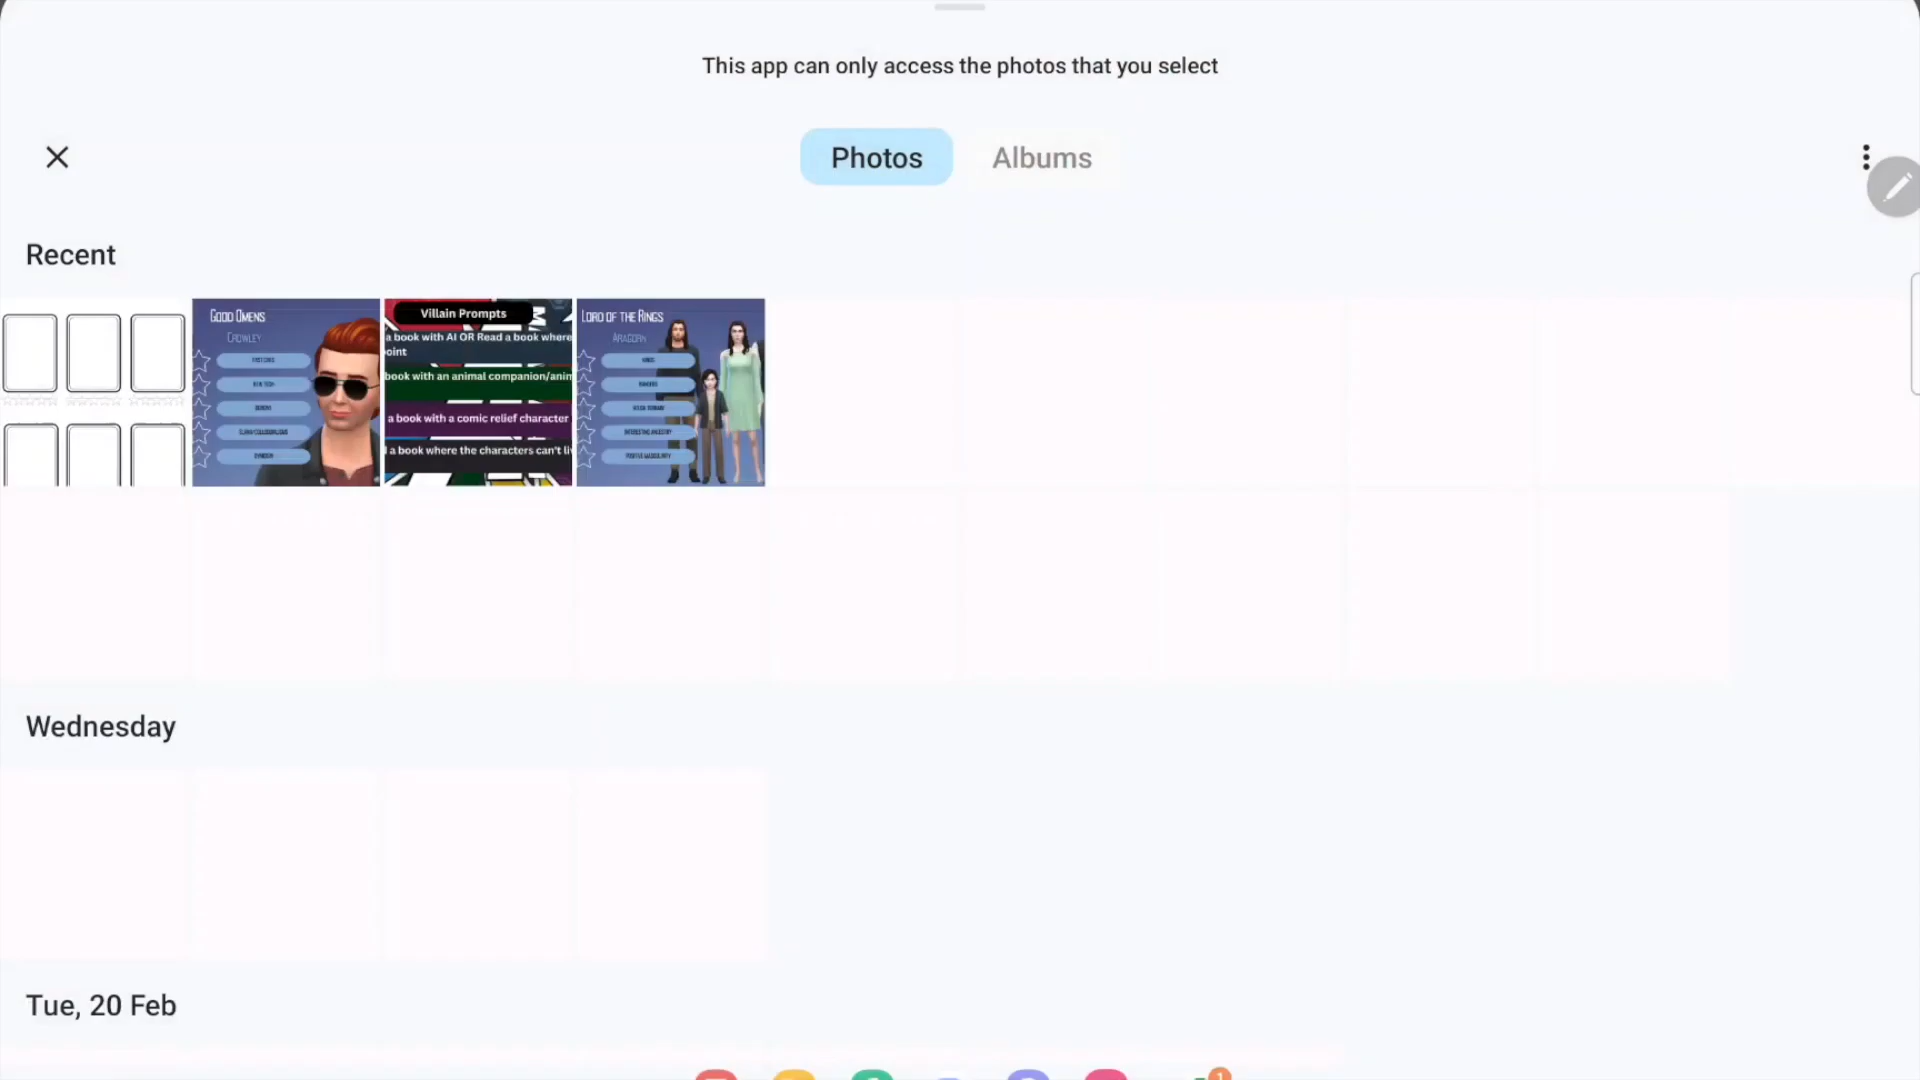 This app can only access the photos that you select
Photos
Albums
Recent
Good Omens
Crowley
Villain Prompts
a book with AI OR Read a book where
oint
book with an animal companion/anim
a book with a comic relief character
a book where the characters can't li
Lord of the Rings
Aragorn
Wednesday
Tue, 20 Feb
1